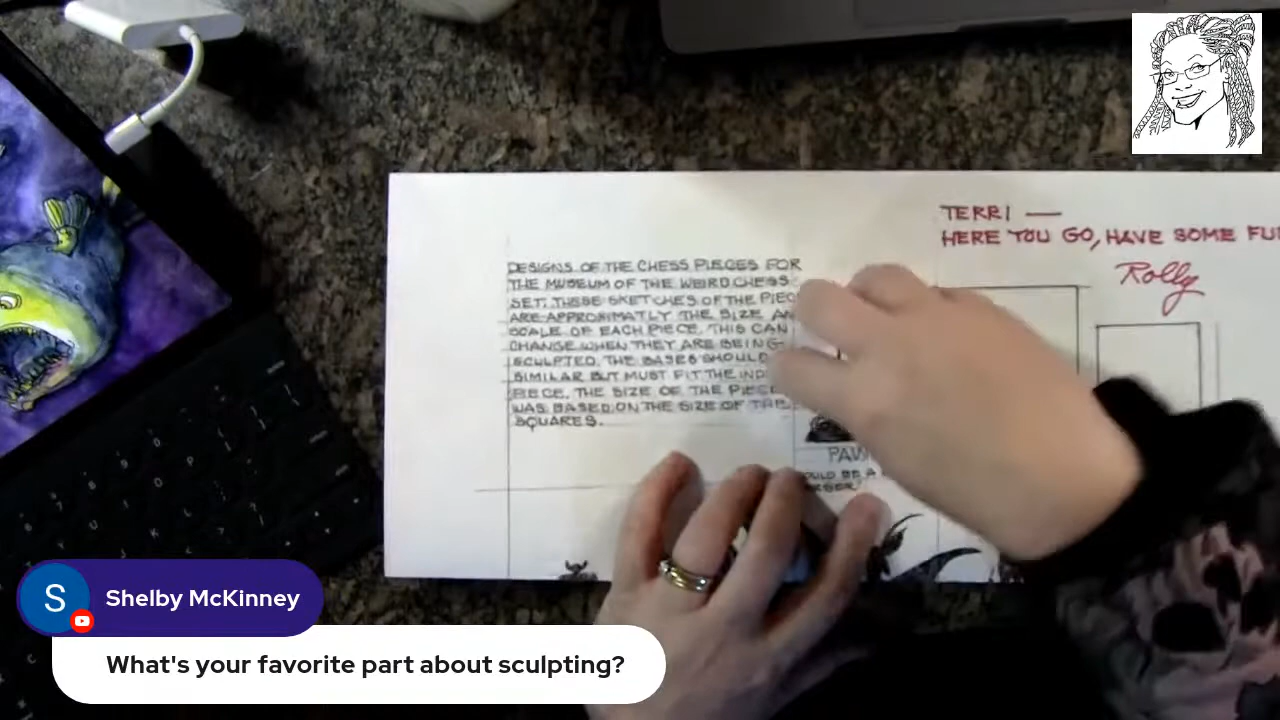 TERRI —
HERE YOU GO, HAVE SOME
Rolly
DESIGNS OF THE CHESS PIECES FOR
THE MUSEUM OF THE WEIRD CHESS
SET. THESE SKETCHES OF THE
ARE APPROXIMATLY THE SIZE
SCALE OF EACH PIECE. THIS CAN
CHANGE WHEN THEY ARE BEING
SCULPTED. THE BASES SHOULD
SIMILAR BUT MUST FIT THE
PIECE. THE SIZE OF THE
WAS BASED ON THE SIZE OF THE
SQUARES.
BE A
S
Shelby McKinney
What's your favorite part about sculpting?